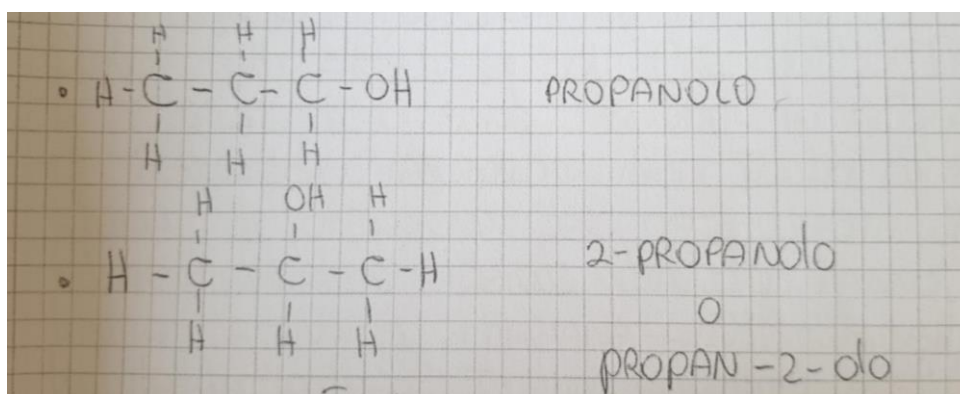 H H H
• H-C-C-C-OH PROPANOLO
H H H
H OH H
• H-C-C-C-H 2-PROPANOLO
H H H O
PROPAN-2-OLO